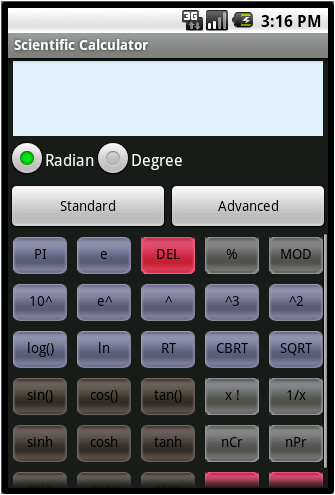 3G 3:16 PM
Scientific Calculator
Radian Degree
Standard Advanced
PI e DEL % MOD
10^ e^ ^ ^3 ^2
log() ln RT CBRT SQRT
sin() cos() tan() x ! 1/x
sinh cosh tanh nCr nPr